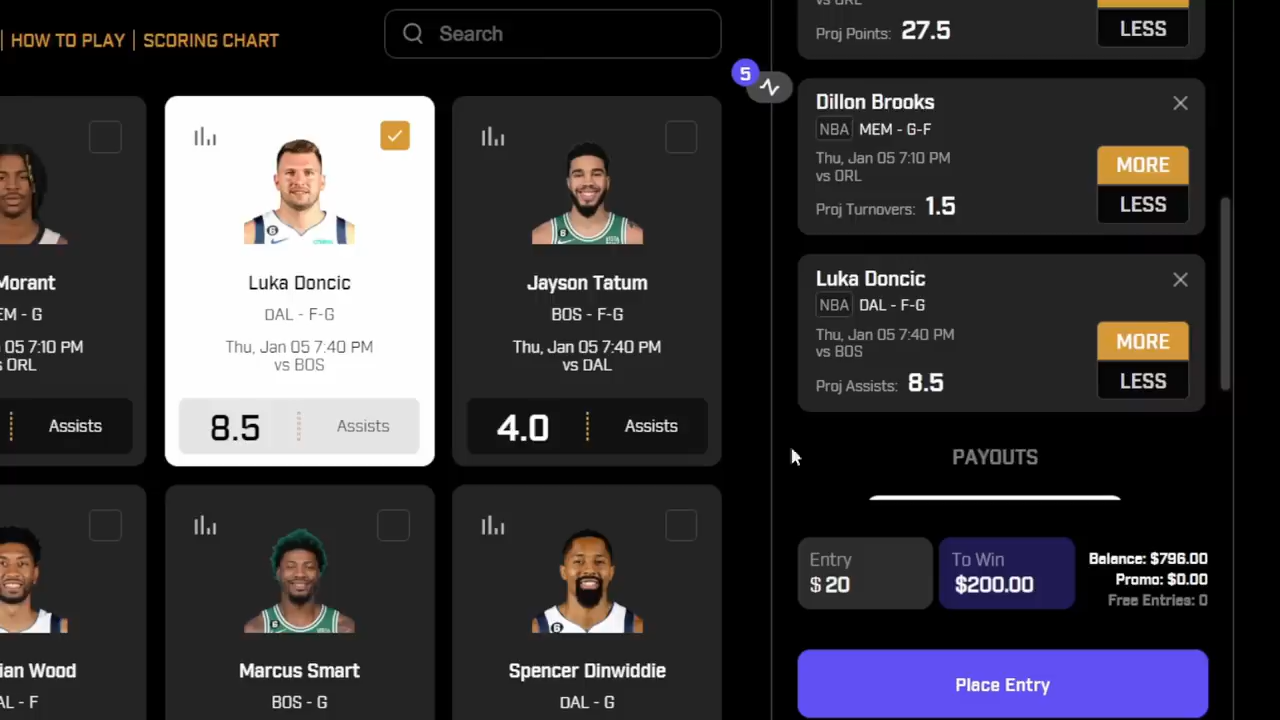 HOW TO PLAY
SCORING CHART
Search
Morant
EM - G
05 7:10 PM
ORL
Assists
Luka Doncic
DAL - F-G
Thu, Jan 05 7:40 PM
vs BOS
8.5
Assists
Jayson Tatum
BOS - F-G
Thu, Jan 05 7:40 PM
vs DAL
4.0
Assists
ian Wood
AL - F
Marcus Smart
BOS - G
Spencer Dinwiddie
DAL - G
5
vs ORL
Proj Points: 27.5
LESS
Dillon Brooks
NBA MEM - G-F
Thu, Jan 05 7:10 PM
vs ORL
Proj Turnovers: 1.5
MORE
LESS
Luka Doncic
NBA DAL - F-G
Thu, Jan 05 7:40 PM
vs BOS
Proj Assists: 8.5
MORE
LESS
PAYOUTS
Entry
$ 20
To Win
$200.00
Balance: $796.00
Promo: $0.00
Free Entries: 0
Place Entry